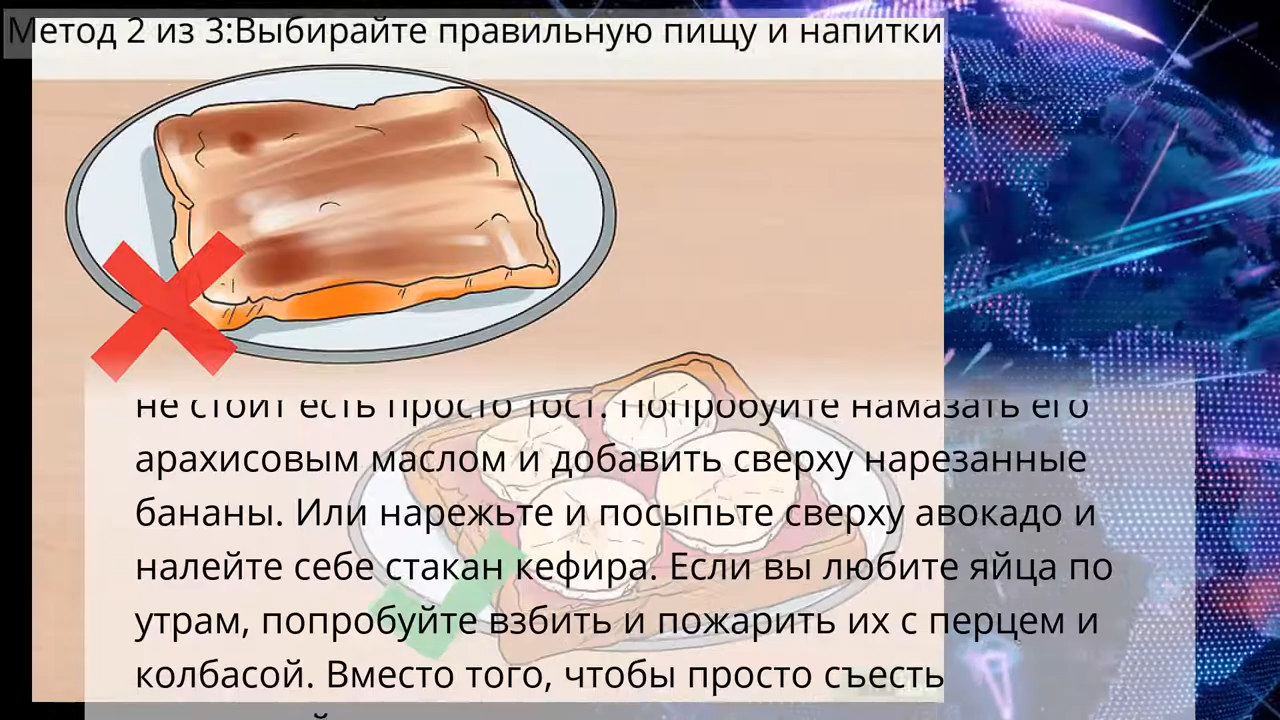 Метод 2 из 3:Выбирайте правильную пищу и напитки
не стоит есть просто тост. Попробуйте намазать его
арахисовым маслом и добавить сверху нарезанные
бананы. Или нарежьте и посыпьте сверху авокадо и
налейте себе стакан кефира. Если вы любите яйца по
утрам, попробуйте взбить и пожарить их с перцем и
колбасой. Вместо того, чтобы просто съесть